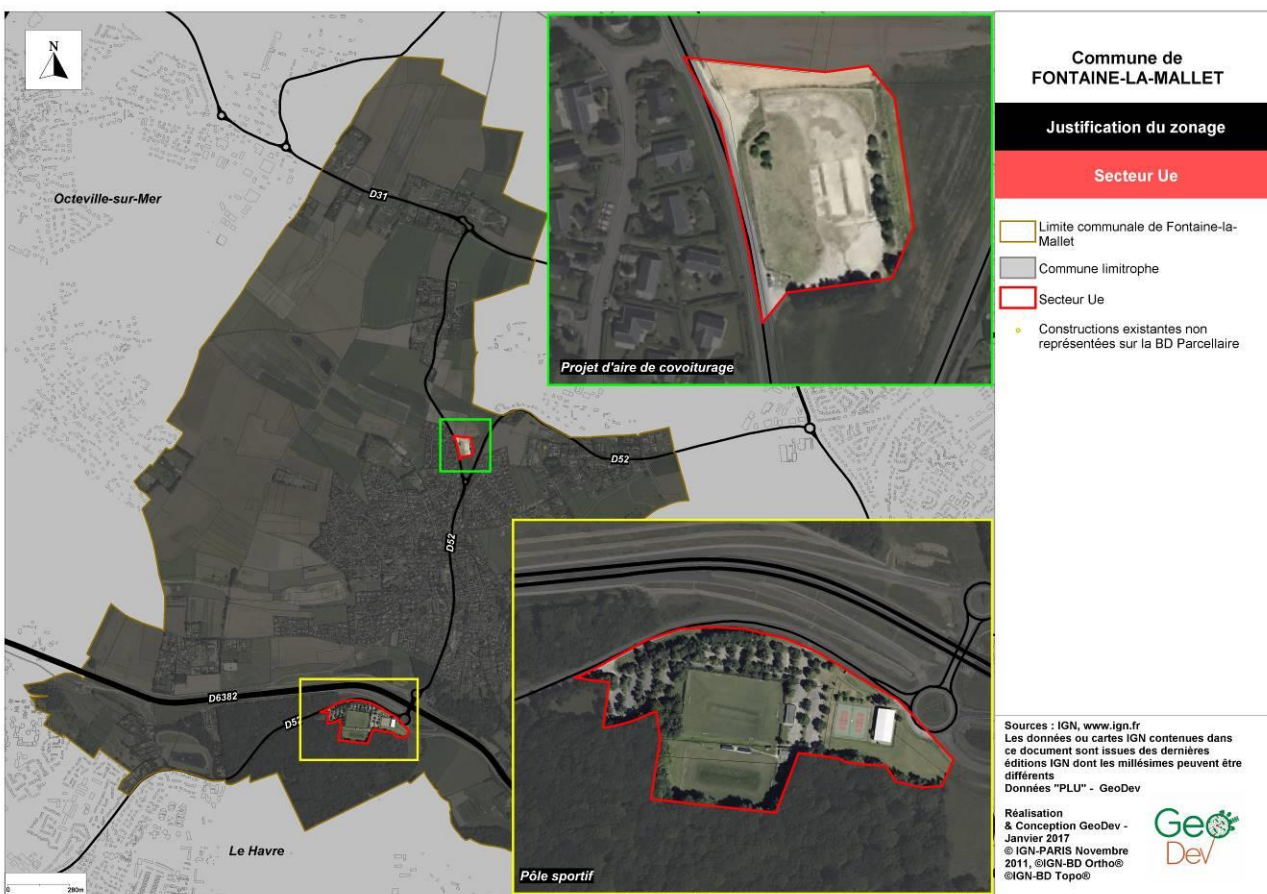 N
Octeville-sur-Mer
D31
Projet d'aire de covoiturage
D52
D52
D6382
D52
Le Havre
Pôle sportif
0 280m
Commune de
FONTAINE-LA-MALLET
Justification du zonage
Secteur Ue
Limite communale de Fontaine-la-
Mallet
Commune limitrophe
Secteur Ue
Constructions existantes non
représentées sur la BD Parcellaire
Sources : IGN, www.ign.fr
Les données ou cartes IGN contenues dans
ce document sont issues des dernières
éditions IGN dont les millésimes peuvent être
différents
Données "PLU" - GeoDev
Réalisation
& Conception GeoDev -
Janvier 2017
© IGN-PARIS Novembre
2011, ©IGN-BD Ortho®
©IGN-BD Topo®
Geo
Dev